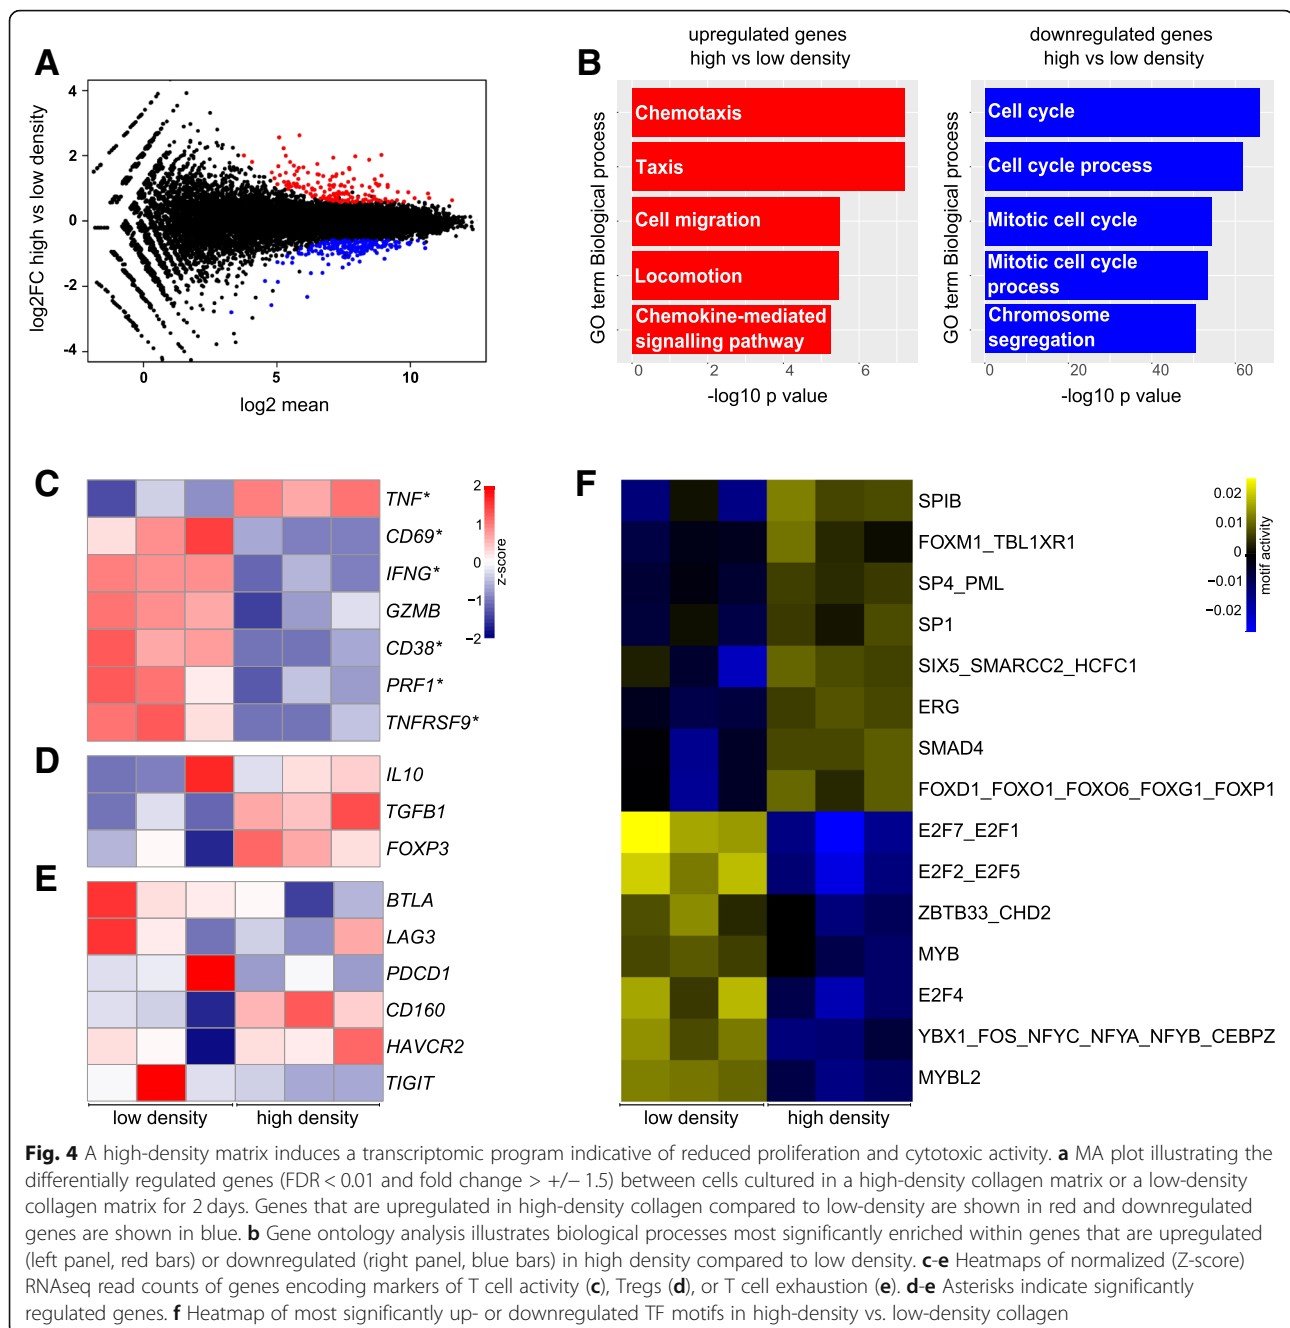 A
log2FC high vs low density
4
2
0
-2
-4
0
5
10
log2 mean
B
upregulated genes
high vs low density
GO term Biological process
Chemotaxis
Taxis
Cell migration
Locomotion
Chemokine-mediated
signalling pathway
0
2
4
6
-log10 p value
downregulated genes
high vs low density
GO term Biological process
Cell cycle
Cell cycle process
Mitotic cell cycle
Mitotic cell cycle
process
Chromosome
segregation
0
20
40
60
-log10 p value
C
TNF*
CD69*
IFNG*
GZMB
CD38*
PRF1*
TNFRSF9*
2
1
0
−1
−2
z-score
D
IL10
TGFB1
FOXP3
E
BTLA
LAG3
PDCD1
CD160
HAVCR2
TIGIT
low density
high density
F
SPIB
FOXM1_TBL1XR1
SP4_PML
SP1
SIX5_SMARCC2_HCFC1
ERG
SMAD4
FOXD1_FOXO1_FOXO6_FOXG1_FOXP1
E2F7_E2F1
E2F2_E2F5
ZBTB33_CHD2
MYB
E2F4
YBX1_FOS_NFYC_NFYA_NFYB_CEBPZ
MYBL2
0.02
0.01
0
−0.01
−0.02
motif activity
low density
high density
Fig. 4 A high-density matrix induces a transcriptomic program indicative of reduced proliferation and cytotoxic activity. a MA plot illustrating the
differentially regulated genes (FDR < 0.01 and fold change > +/− 1.5) between cells cultured in a high-density collagen matrix or a low-density
collagen matrix for 2 days. Genes that are upregulated in high-density collagen compared to low-density are shown in red and downregulated
genes are shown in blue. b Gene ontology analysis illustrates biological processes most significantly enriched within genes that are upregulated
(left panel, red bars) or downregulated (right panel, blue bars) in high density compared to low density. c-e Heatmaps of normalized (Z-score)
RNAseq read counts of genes encoding markers of T cell activity (c), Tregs (d), or T cell exhaustion (e). d-e Asterisks indicate significantly
regulated genes. f Heatmap of most significantly up- or downregulated TF motifs in high-density vs. low-density collagen